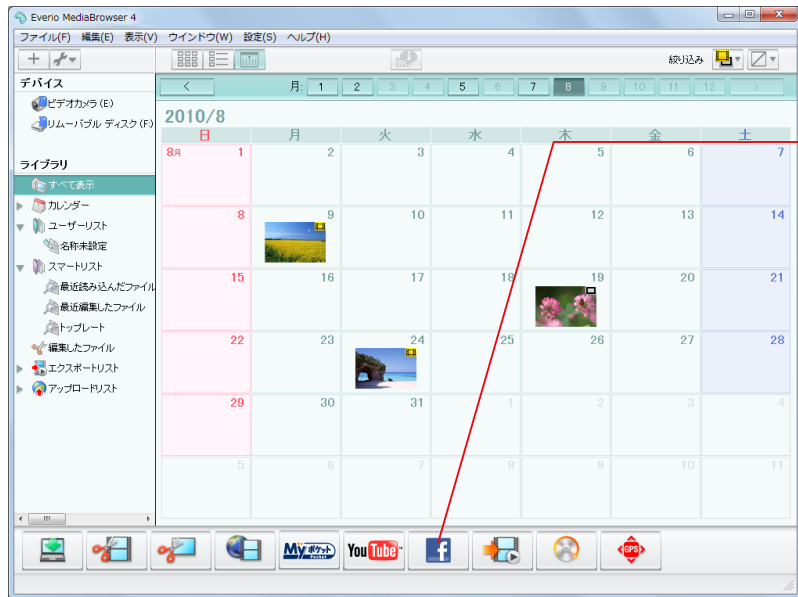 Everio MediaBrowser 4
ファイル(F) 編集(E) 表示(V) ウインドウ(W) 設定(S) ヘルプ(H)
絞り込み
デバイス
ビデオカメラ (E)
リムーバブル ディスク (F)
ライブラリ
すべて表示
カレンダー
ユーザーリスト
名称未設定
スマートリスト
最近読み込んだファイル
最近編集したファイル
トップレート
編集したファイル
エクスポートリスト
アップロードリスト
< 月: 1 2 3 4 5 6 7 8 9 10 11 12 >
2010/8
日 月 火 水 木 金 土
8月 1 2 3 4 5 6 7
8 9 10 11 12 13 14
15 16 17 18 19 20 21
22 23 24 25 26 27 28
29 30 31 1 2 3 4
5 6 7 8 9 10 11
Myポケット Pocket YouTube f GPS